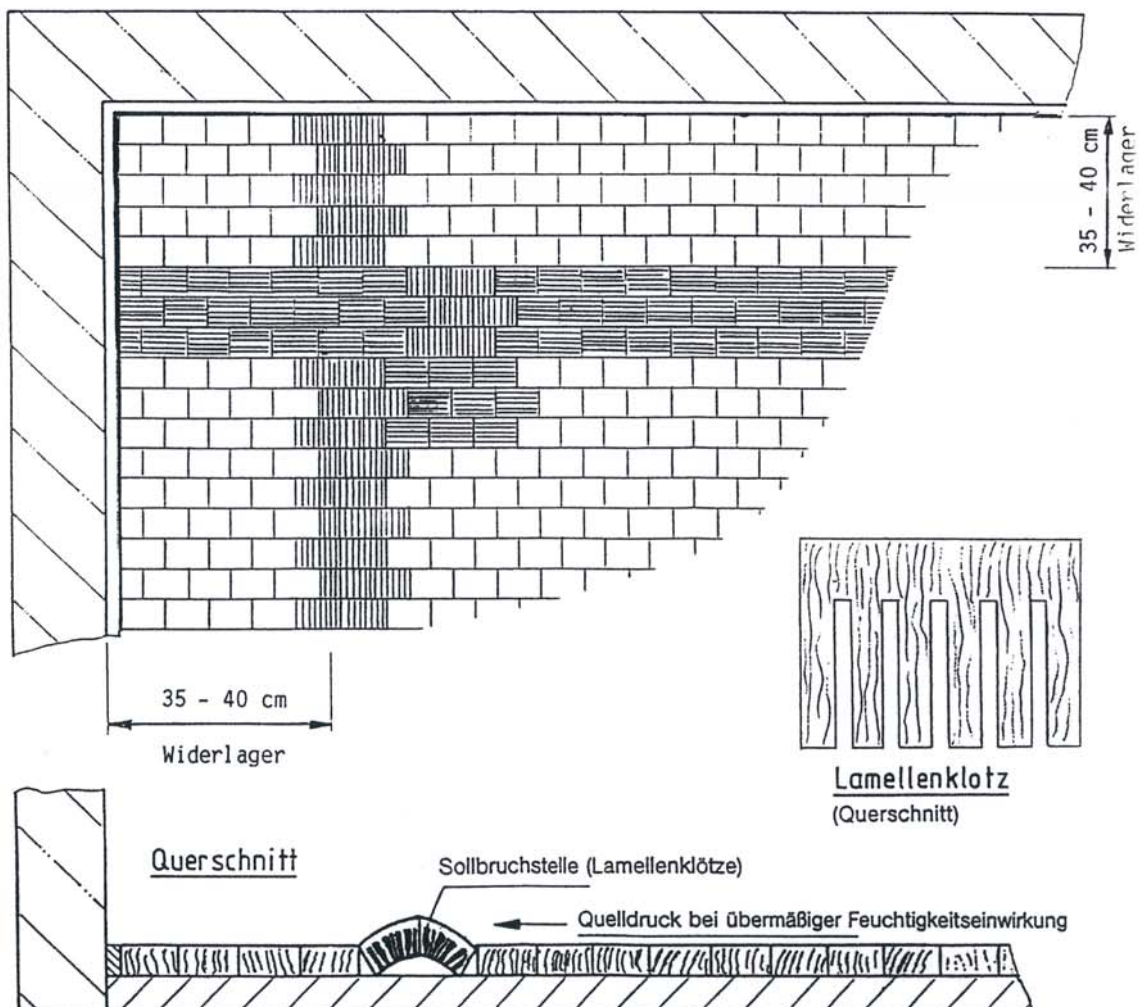 35 - 40 cm
Widerlager
35 - 40 cm
Widerlager
Lamellenklotz
(Querschnitt)
Querschnitt
Sollbruchstelle (Lamellenklötze)
Quelldruck bei übermäßiger Feuchtigkeitseinwirkung